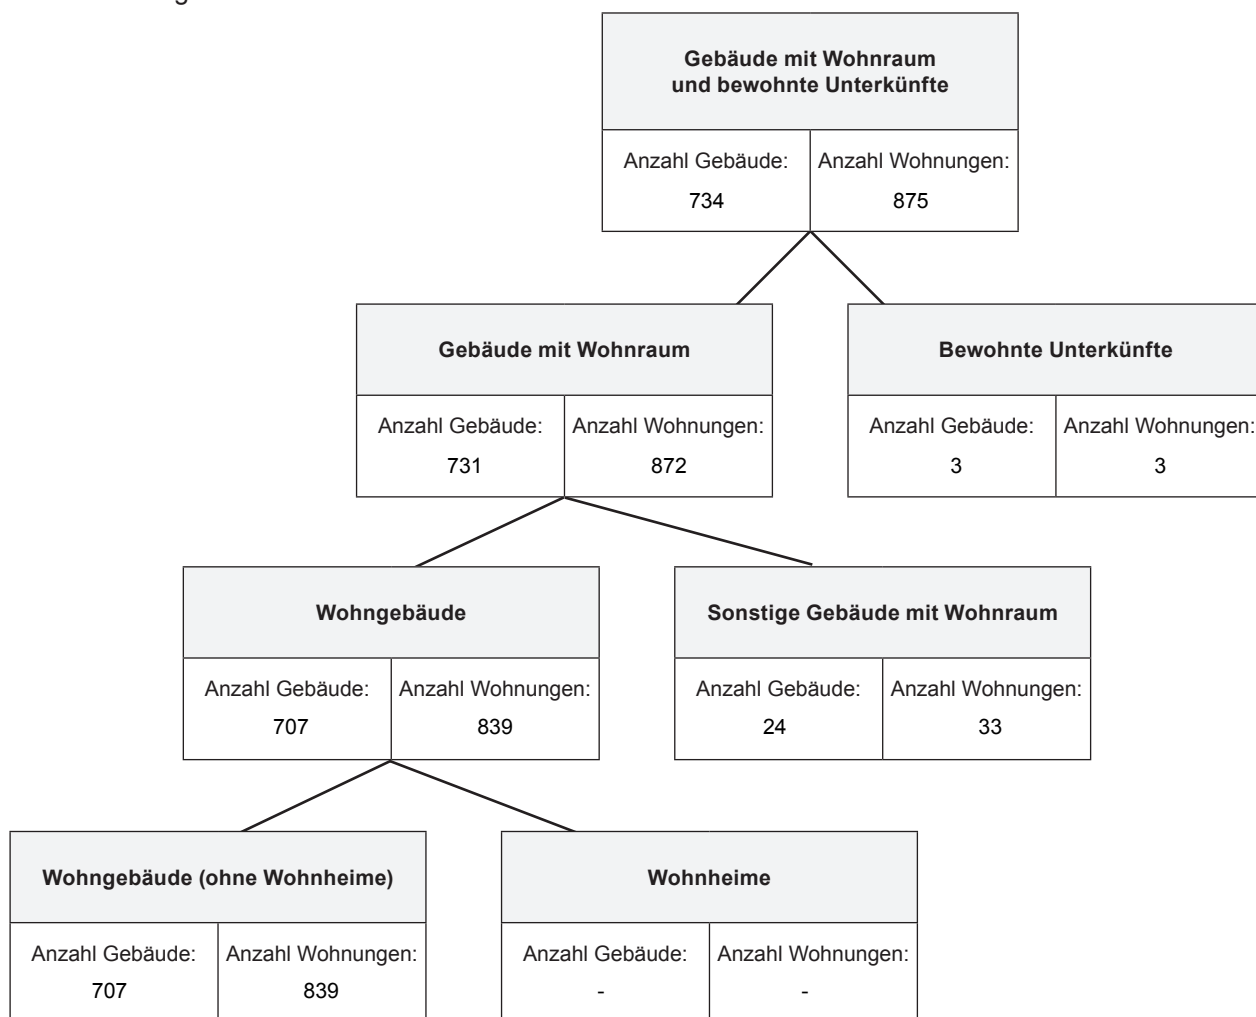 Gebäude mit Wohnraum
und bewohnte Unterkünfte
Anzahl Gebäude: Anzahl Wohnungen:
734 875
Gebäude mit Wohnraum
Anzahl Gebäude: Anzahl Wohnungen:
731 872
Bewohnte Unterkünfte
Anzahl Gebäude: Anzahl Wohnungen:
3 3
Wohngebäude
Anzahl Gebäude: Anzahl Wohnungen:
707 839
Sonstige Gebäude mit Wohnraum
Anzahl Gebäude: Anzahl Wohnungen:
24 33
Wohngebäude (ohne Wohnheime)
Anzahl Gebäude: Anzahl Wohnungen:
707 839
Wohnheime
Anzahl Gebäude: Anzahl Wohnungen:
- -